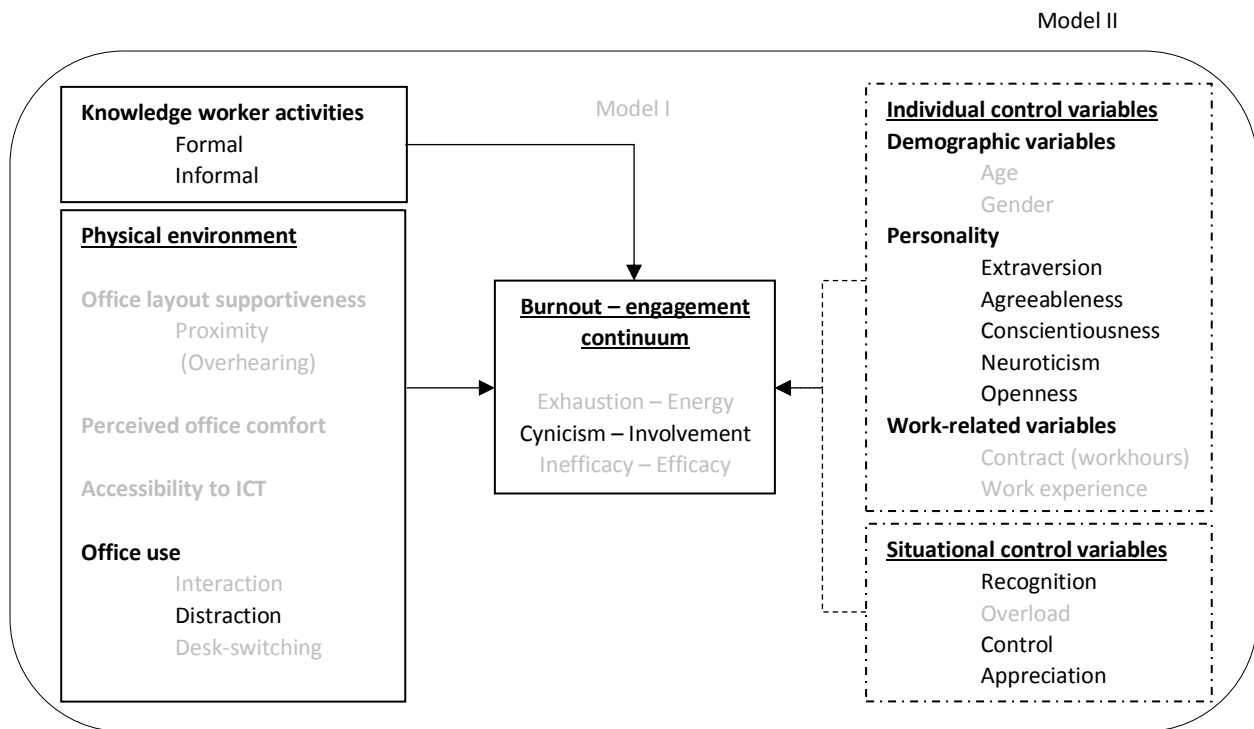 Model II
Model I
Knowledge worker activities
Formal
Informal
Physical environment
Office layout supportiveness
Proximity
(Overhearing)
Perceived office comfort
Accessibility to ICT
Office use
Interaction
Distraction
Desk-switching
Burnout – engagement
continuum
Exhaustion – Energy
Cynicism – Involvement
Inefficacy – Efficacy
Individual control variables
Demographic variables
Age
Gender
Personality
Extraversion
Agreeableness
Conscientiousness
Neuroticism
Openness
Work-related variables
Contract (workhours)
Work experience
Situational control variables
Recognition
Overload
Control
Appreciation